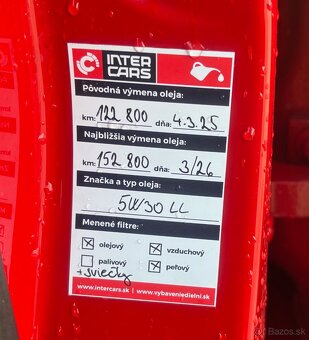 INTER
CARS
Pôvodná výmena oleja:
km: 122 800 dňa: 4.3.25
Najbližšia výmena oleja:
km: 152 800 dňa: 3/26
Značka a typ oleja:
5W30 LL
Menené filtre:
olejový vzduchový
palivový peľový
+ sviečky
www.intercars.sk www.vybaveniedielni.sk
Bazos.sk